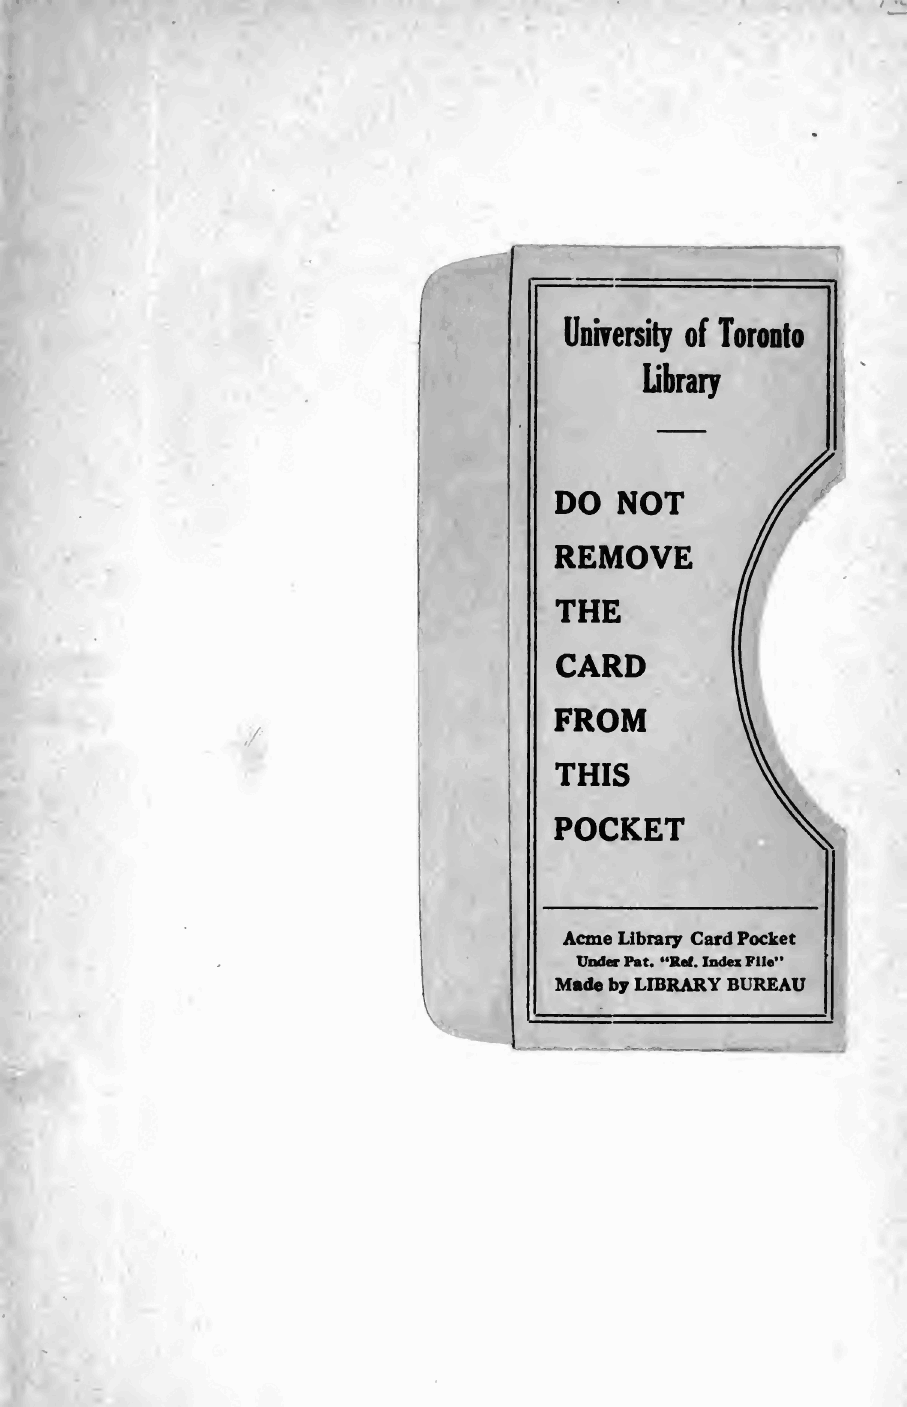 University of Toronto
Library
DO NOT
REMOVE
THE
CARD
FROM
THIS
POCKET
Acme Library Card Pocket
Under Pat. "Ref. Index File"
Made by LIBRARY BUREAU